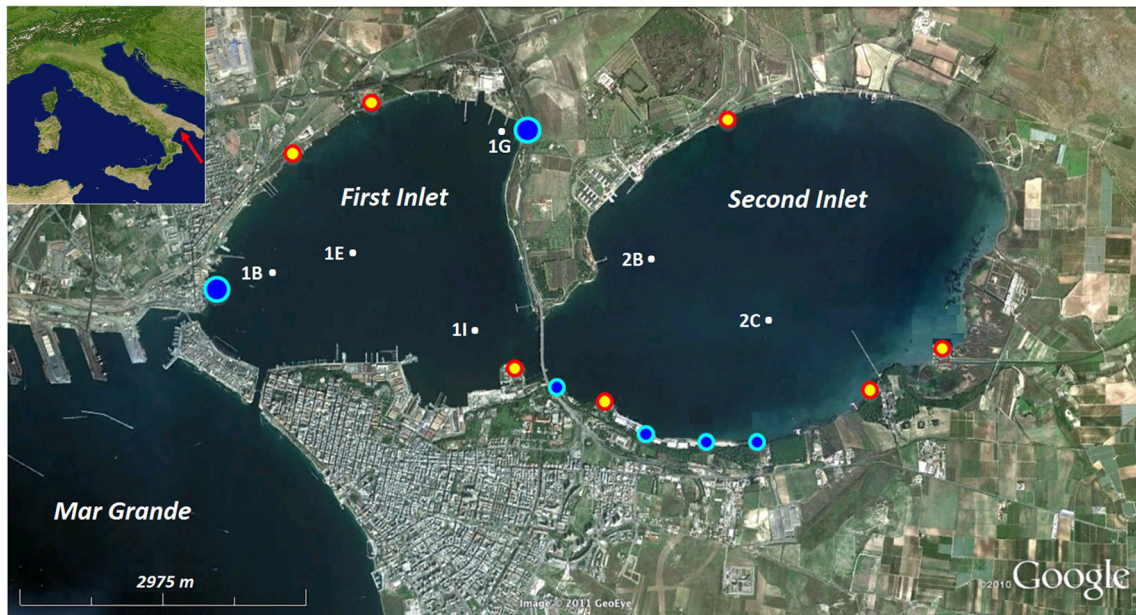 1G
First Inlet
Second Inlet
1E
2B
1B
2C
1I
Mar Grande
2975 m
©2010 Google
Image © 2011 GeoEye